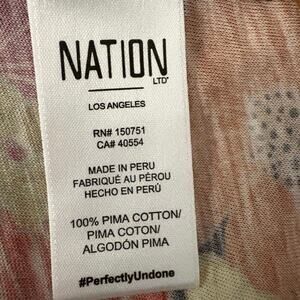 NATION
LTD
LOS ANGELES
RN# 150751
CA# 40554
MADE IN PERU
FABRIQUÉ AU PÉROU
HECHO EN PERÚ
100% PIMA COTTON/
PIMA COTON/
ALGODÓN PIMA
#PerfectlyUndone